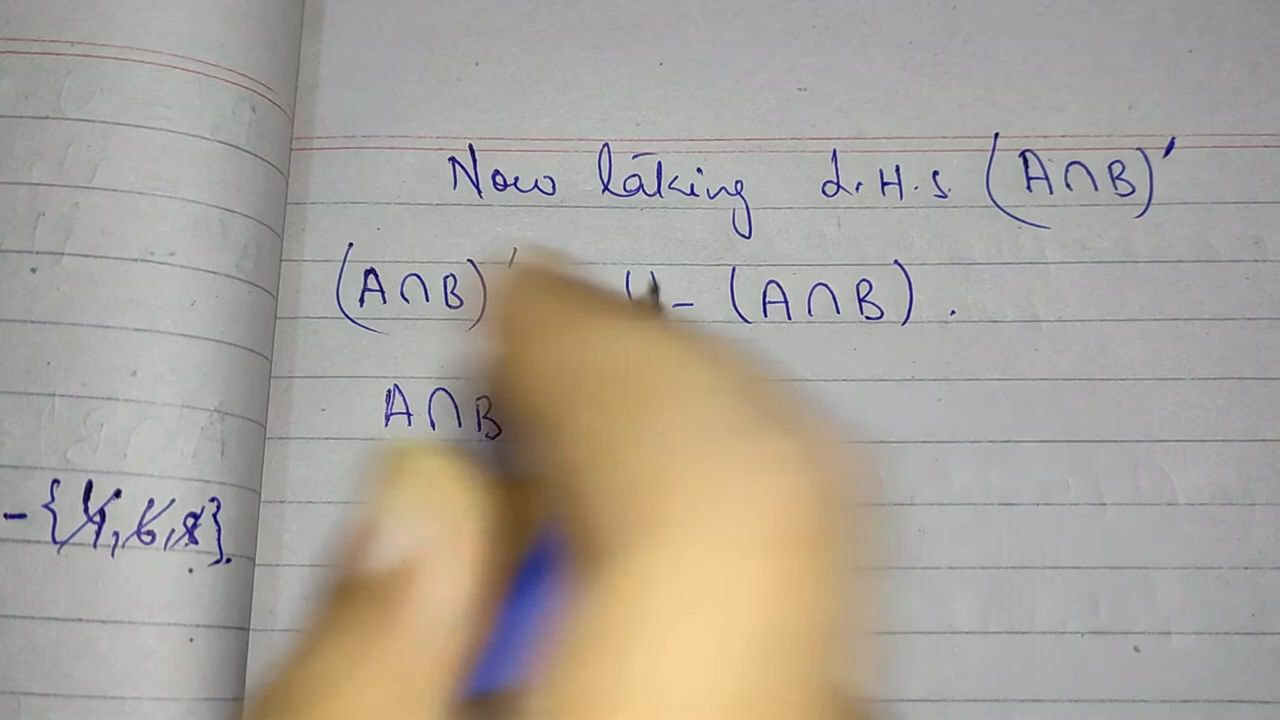 Now taking L.H.S (A∩B)'
(A∩B)' U - (A∩B).
A∩B
-{4,6,8}.